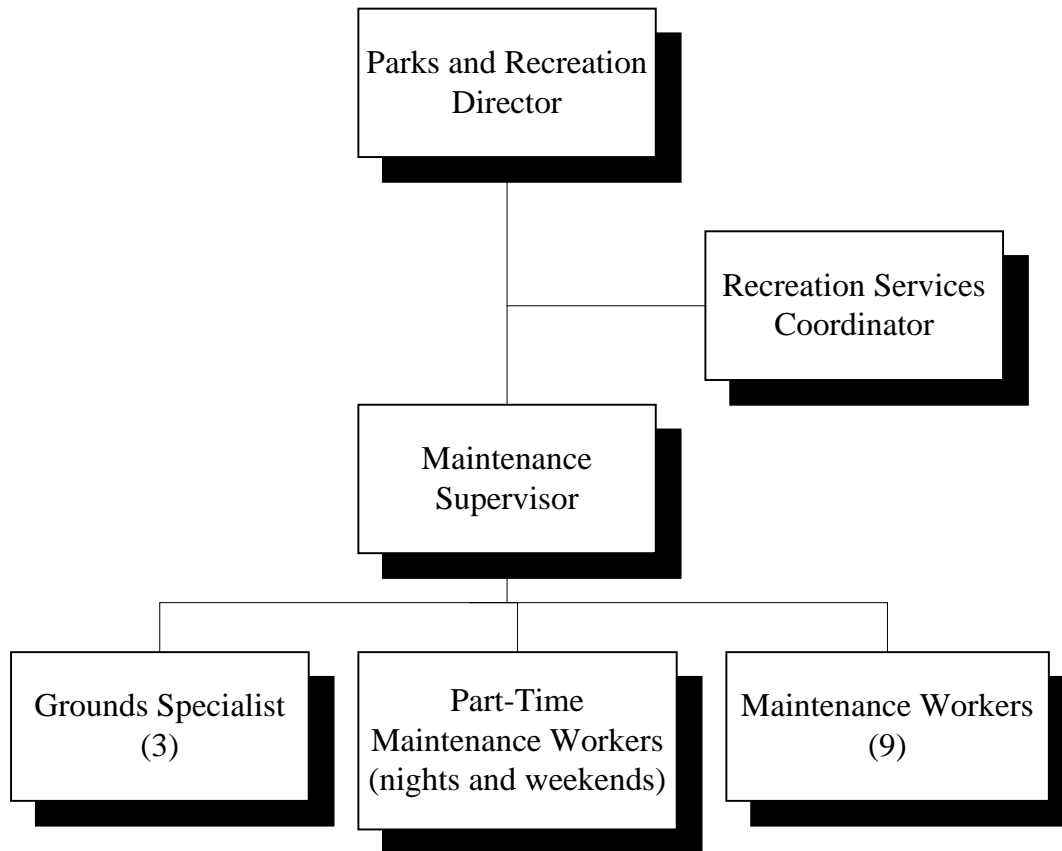 Parks and Recreation
Director
Recreation Services
Coordinator
Maintenance
Supervisor
Grounds Specialist
(3)
Part-Time
Maintenance Workers
(nights and weekends)
Maintenance Workers
(9)